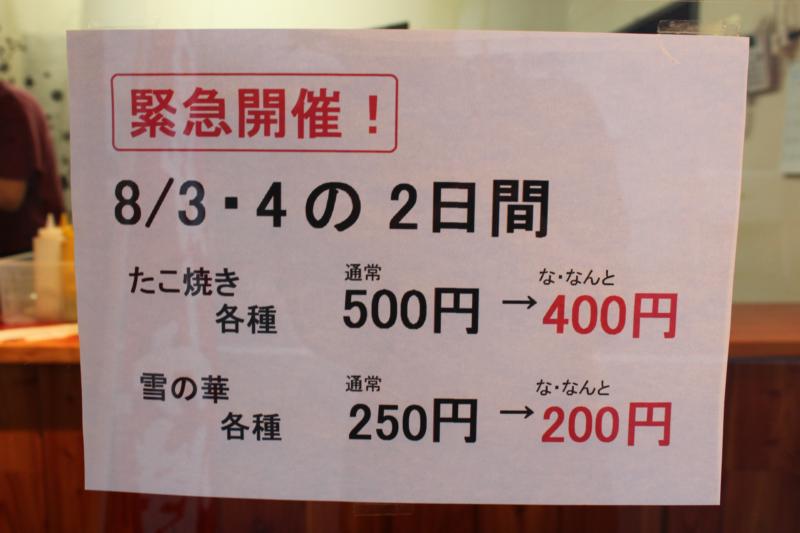 緊急開催！
8/3・4の2日間
たこ焼き 各種 通常 500円→な・なんと 400円
雪の華 各種 通常 250円→な・なんと 200円